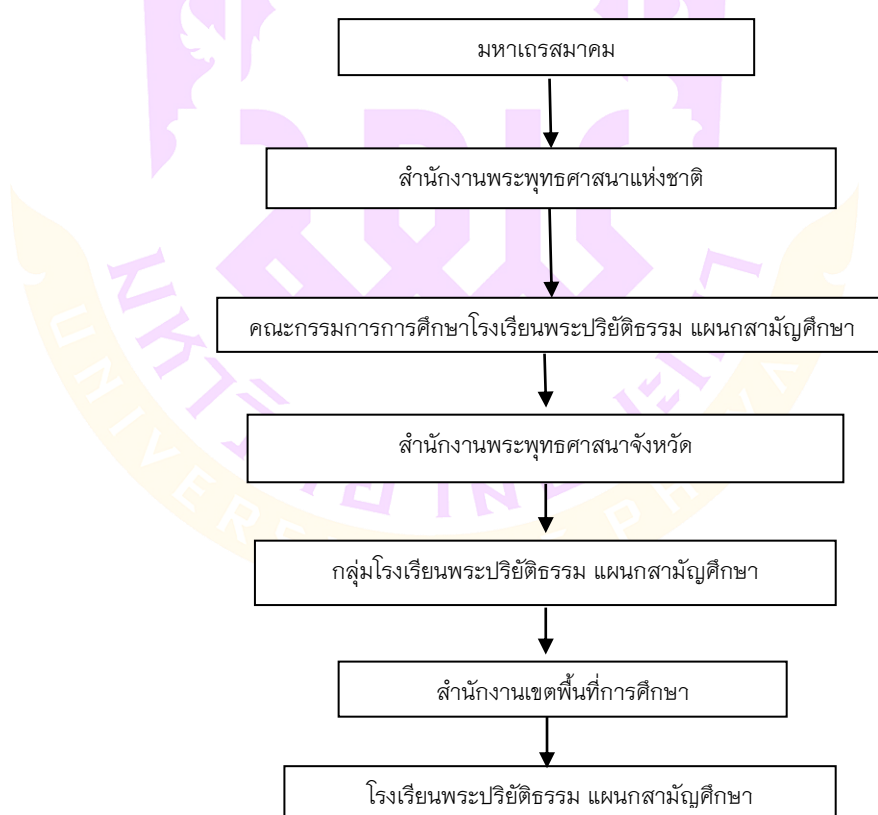 มหาเถรสมาคม
สำนักงานพระพุทธศาสนาแห่งชาติ
คณะกรรมการการศึกษาโรงเรียนพระปริยัติธรรม แผนกสามัญศึกษา
สำนักงานพระพุทธศาสนาจังหวัด
กลุ่มโรงเรียนพระปริยัติธรรม แผนกสามัญศึกษา
สำนักงานเขตพื้นที่การศึกษา
โรงเรียนพระปริยัติธรรม แผนกสามัญศึกษา